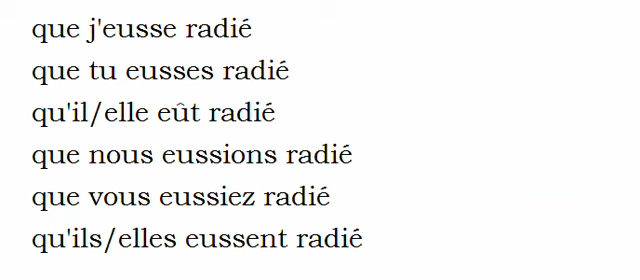 que j'eusse radié
que tu eusses radié
qu'il/elle eût radié
que nous eussions radié
que vous eussiez radié
qu'ils/elles eussent radié